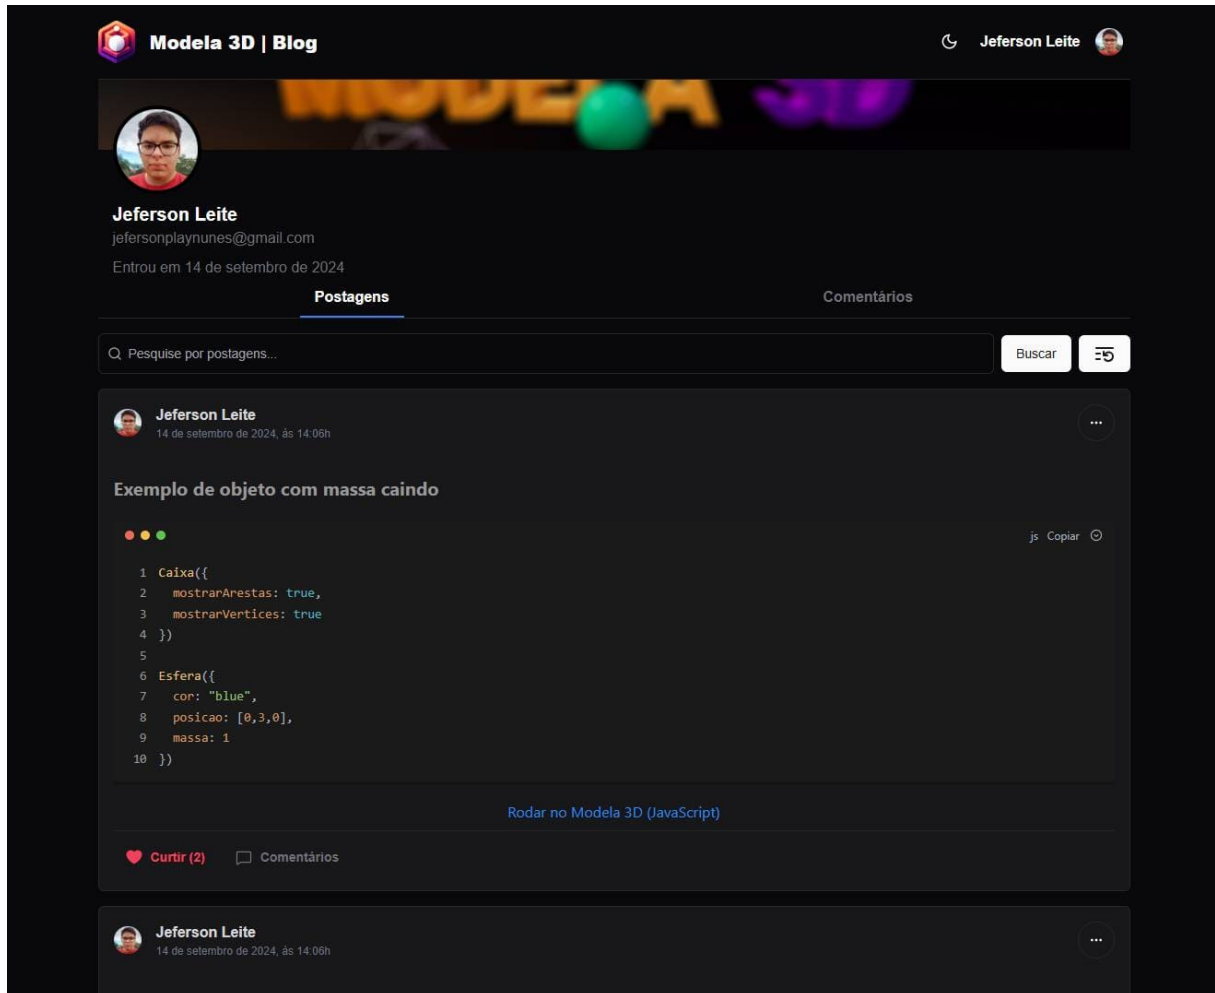 Modela 3D | Blog
Jeferson Leite
MODELA 3D
Jeferson Leite
jefersonplaynunes@gmail.com
Entrou em 14 de setembro de 2024
Postagens
Comentários
Pesquise por postagens...
Buscar
Jeferson Leite
14 de setembro de 2024, ás 14:06h
...
Exemplo de objeto com massa caindo
js Copiar
1 Caixa({
2 mostrarArestas: true,
3 mostrarVertices: true
4 })
5
6 Esfera({
7 cor: "blue",
8 posicao: [0,3,0],
9 massa: 1
10 })
Rodar no Modela 3D (JavaScript)
Curtir (2)
Comentários
Jeferson Leite
14 de setembro de 2024, ás 14:06h
...